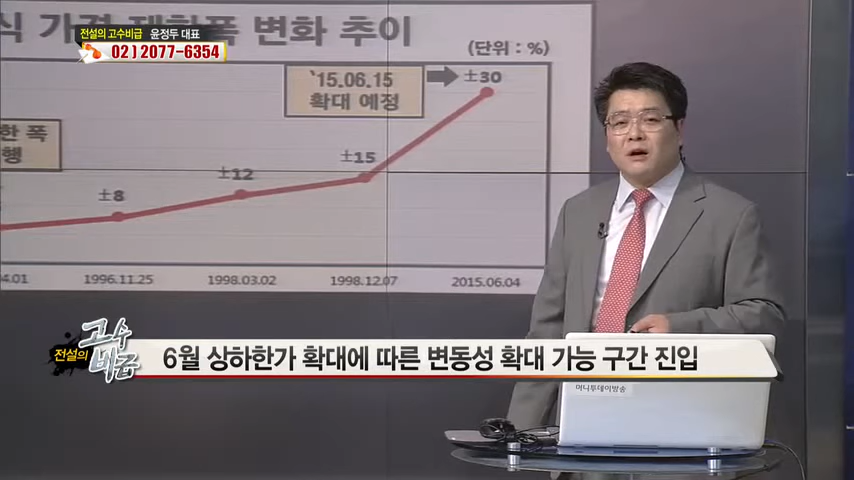 전설의 고수비급 윤정두 대표
02 ) 2077-6354
식 가격 제한폭 변화 추이
(단위 : %)
'15.06.15
확대 예정
±30
한 폭
행
±15
±12
±8
4.01
1996.11.25
1998.03.02
1998.12.07
2015.06.04
전설의 고수 비급
6월 상하한가 확대에 따른 변동성 확대 가능 구간 진입
머니투데이방송